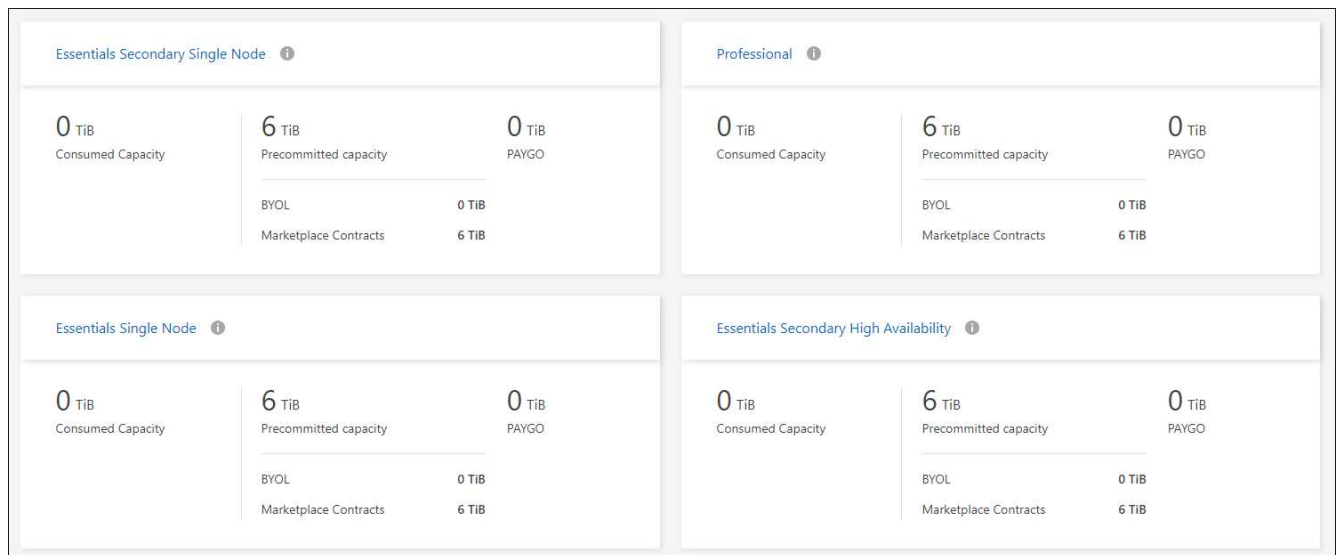 Essentials Secondary Single Node
0 TiB
Consumed Capacity
6 TiB
Precommitted capacity
BYOL 0 TiB
Marketplace Contracts 6 TiB
0 TiB
PAYGO
Professional
0 TiB
Consumed Capacity
6 TiB
Precommitted capacity
BYOL 0 TiB
Marketplace Contracts 6 TiB
0 TiB
PAYGO
Essentials Single Node
0 TiB
Consumed Capacity
6 TiB
Precommitted capacity
BYOL 0 TiB
Marketplace Contracts 6 TiB
0 TiB
PAYGO
Essentials Secondary High Availability
0 TiB
Consumed Capacity
6 TiB
Precommitted capacity
BYOL 0 TiB
Marketplace Contracts 6 TiB
0 TiB
PAYGO